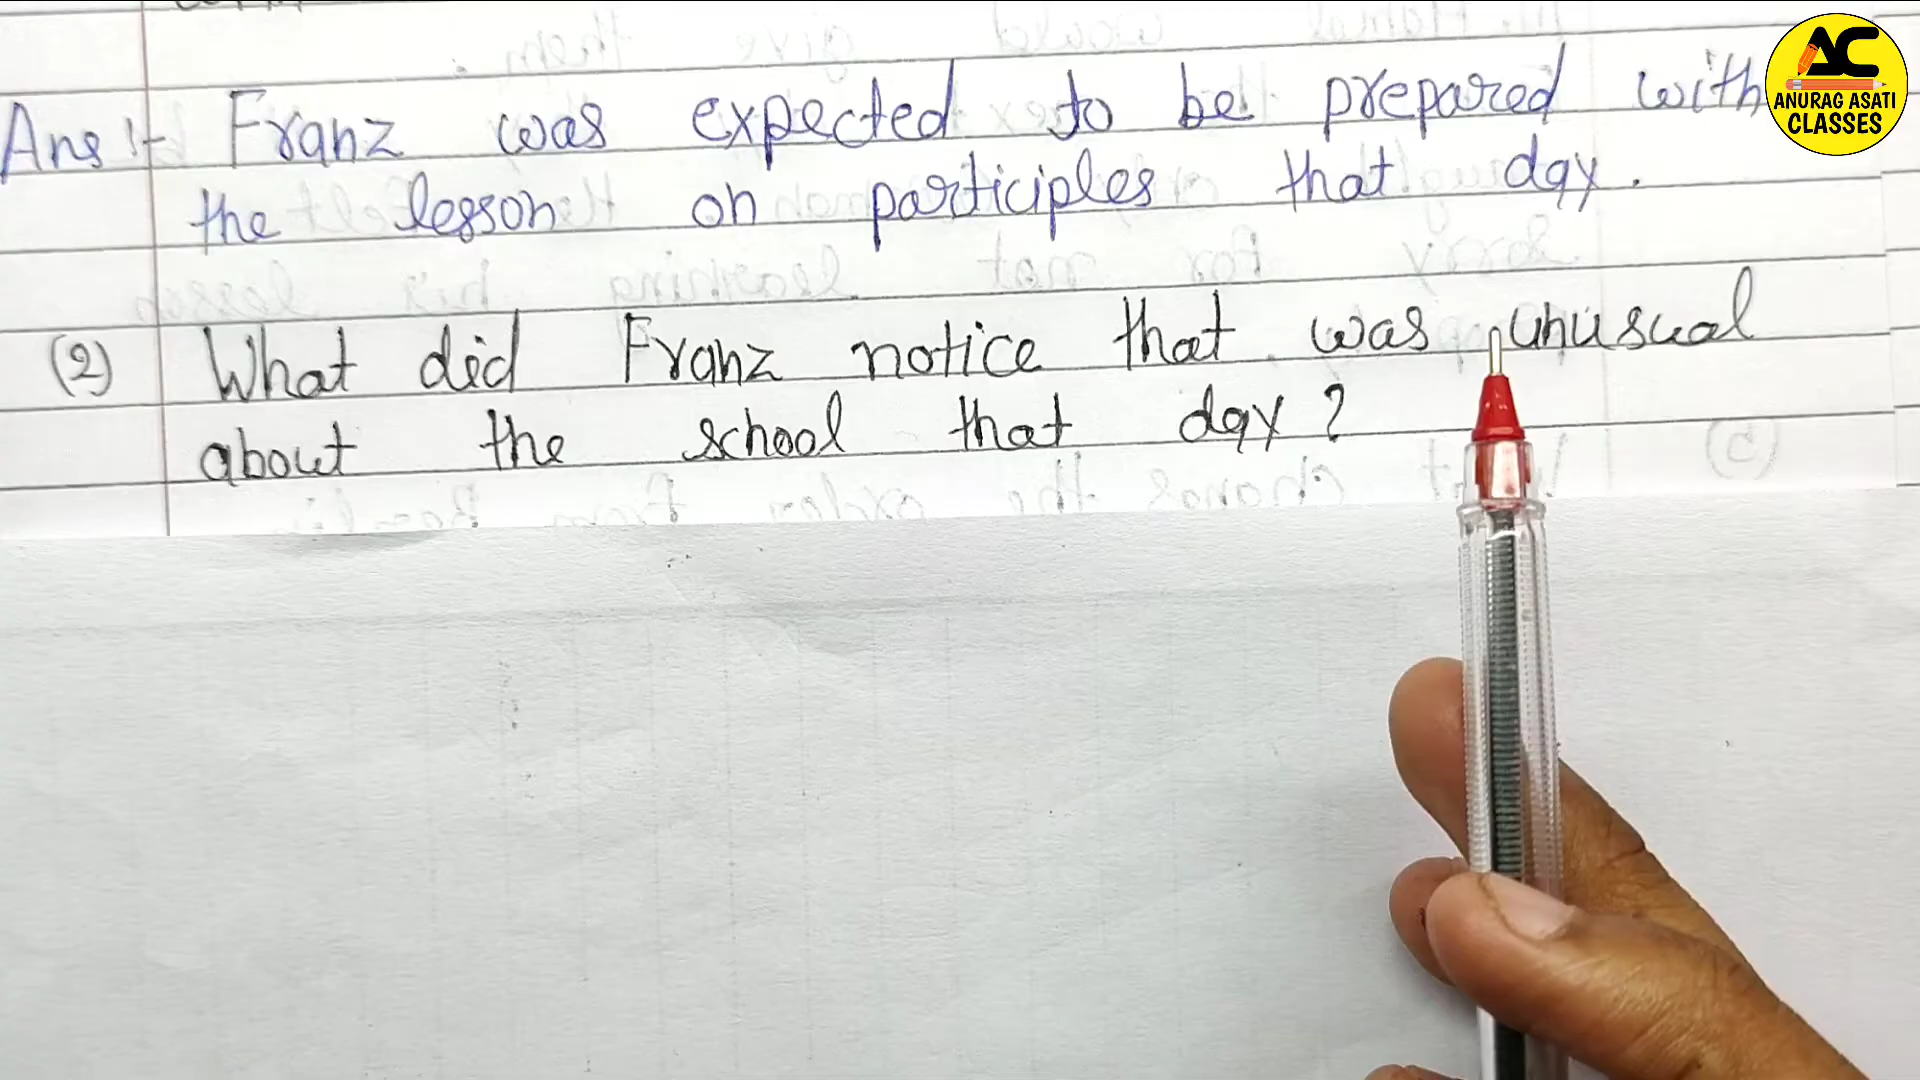 Ans :- Franz was expected to be prepared with
the lesson on participles that day.
(2) What did Franz notice that was unusual
about the school that day?
AC
ANURAG ASATI
CLASSES